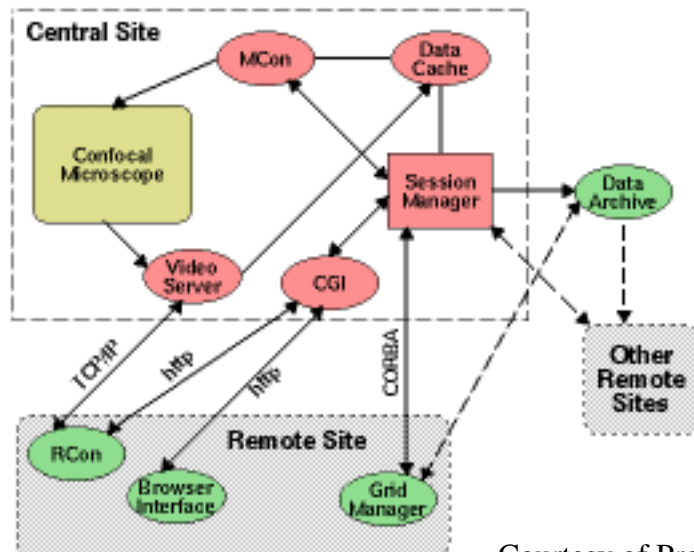 Central Site
MCon
Data
Cache
Confocal
Microscope
Session
Manager
Data
Archive
Video
Server
CGI
TCP/IP
http
http
CORBA
Other
Remote
Sites
Remote Site
RCon
Browser
Interface
Grid
Manager
Courtesy of